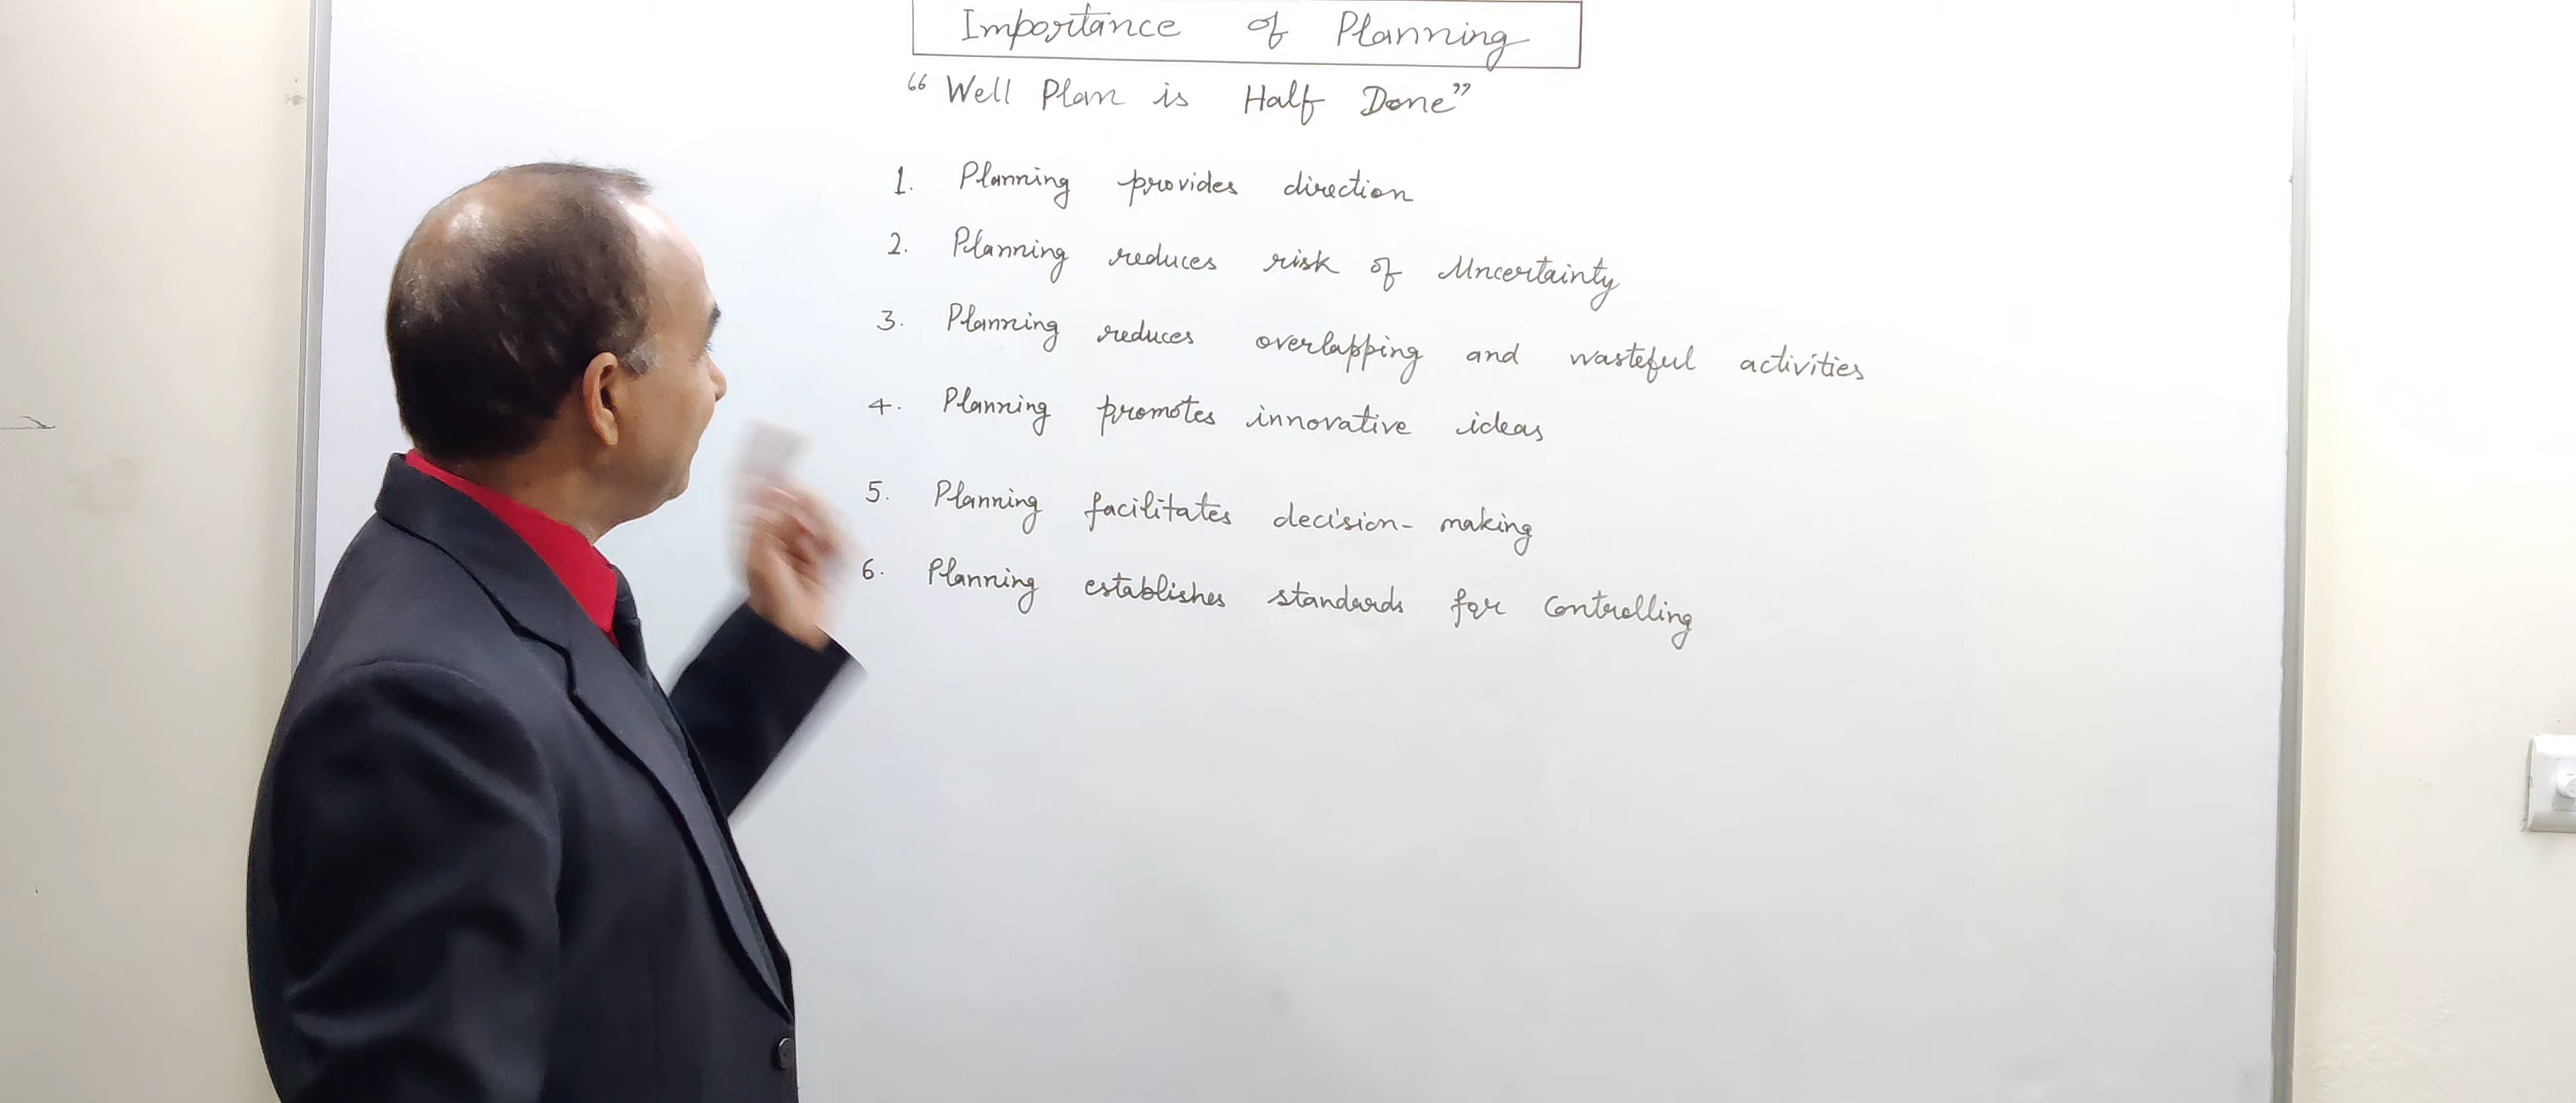 Importance of Planning
"Well Plan is Half Done"
1. Planning provides direction
2. Planning reduces risk of Uncertainty
3. Planning reduces overlapping and wasteful activities
4. Planning promotes innovative ideas
5. Planning facilitates decision-making
6. Planning establishes standards for Controlling